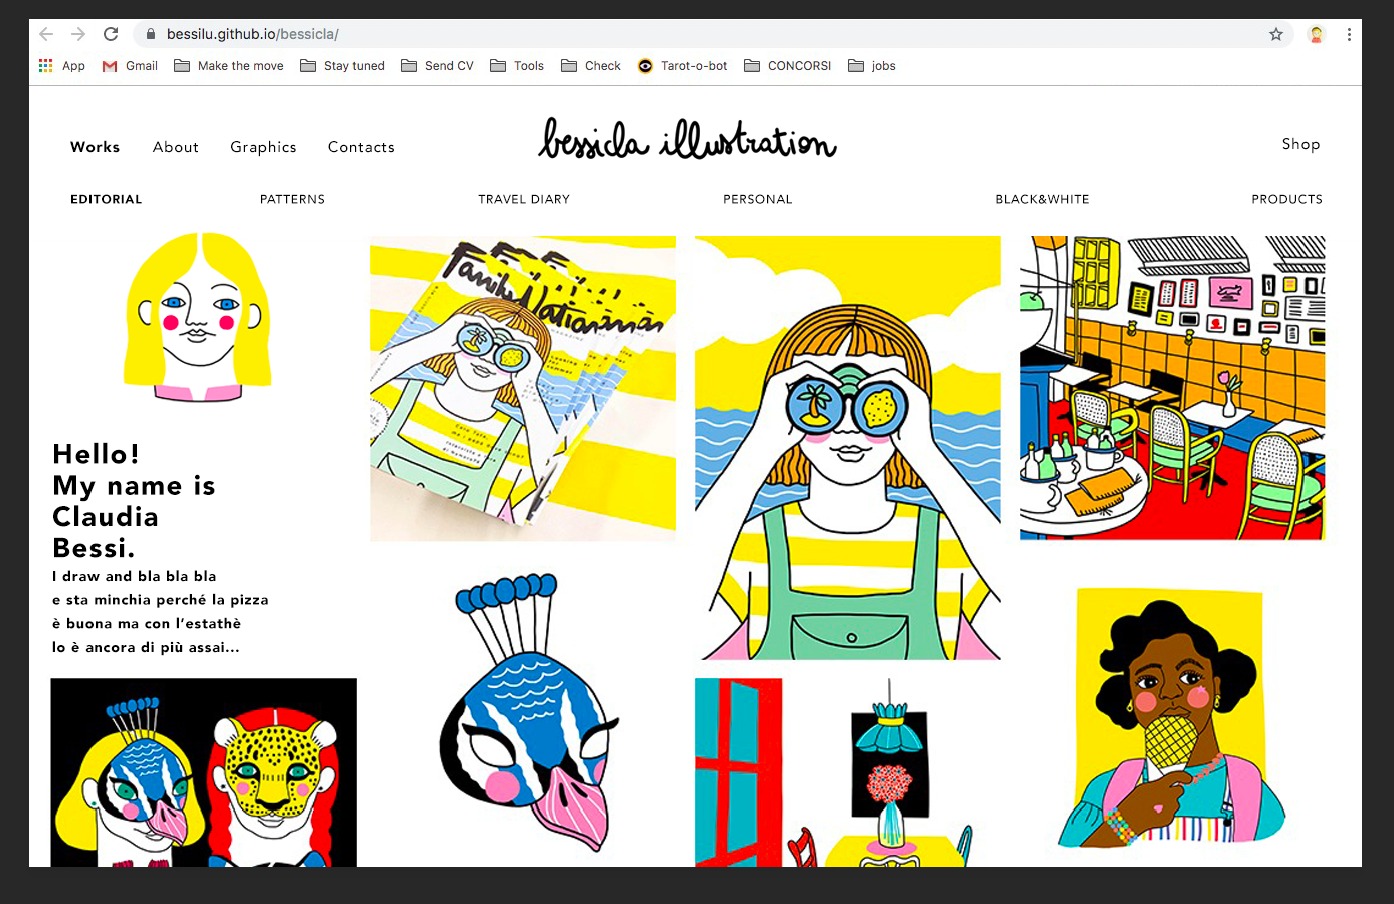 bessilu.github.io/bessicla/
App Gmail Make the move Stay tuned Send CV Tools Check Tarot-o-bot CONCORSI jobs
Works About Graphics Contacts
bessicla illustration
Shop
EDITORIAL PATTERNS TRAVEL DIARY PERSONAL BLACK&WHITE PRODUCTS
Family Nation
Hello!
My name is
Claudia
Bessi.
I draw and bla bla bla
e sta minchia perché la pizza
è buona ma con l'estathè
lo è ancora di più assai...